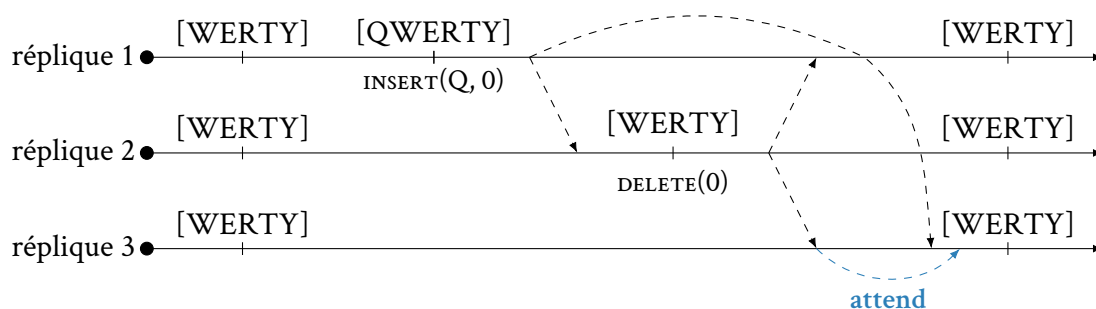 [WERTY] [QWERTY] [WERTY]
réplique 1
INSERT(Q, 0)
[WERTY] [WERTY] [WERTY]
réplique 2
DELETE(0)
[WERTY] [WERTY]
réplique 3
attend